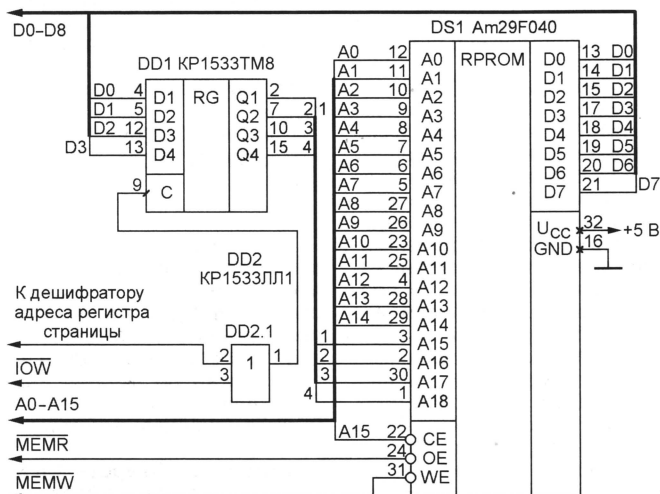 D0–D8
DS1 Am29F040
DD1 КР1533ТМ8
RG
RPROM
D0 4 D1
D1 5 D2
D2 12 D3
D3 13 D4
9 C
Q1 2
Q2 7 2 1
Q3 10 3
Q4 15 4
A0 12 A0
A1 11 A1
A2 10 A2
A3 9 A3
A4 8 A4
A5 7 A5
A6 6 A6
A7 5 A7
A8 27 A8
A9 26 A9
A10 23 A10
A11 25 A11
A12 4 A12
A13 28 A13
A14 29 A14
1 3 A15
2 2 A16
3 30 A17
4 1 A18
D0 13 D0
D1 14 D1
D2 15 D2
D3 17 D3
D4 18 D4
D5 19 D5
D6 20 D6
D7 21 D7
UCC 32 +5 В
GND 16
DD2
КР1533ЛЛ1
К дешифратору
адреса регистра
страницы
DD2.1
2 1 1
3
IOW
A0–A15
A15 22 CE
MEMR
24 OE
31 WE
MEMW